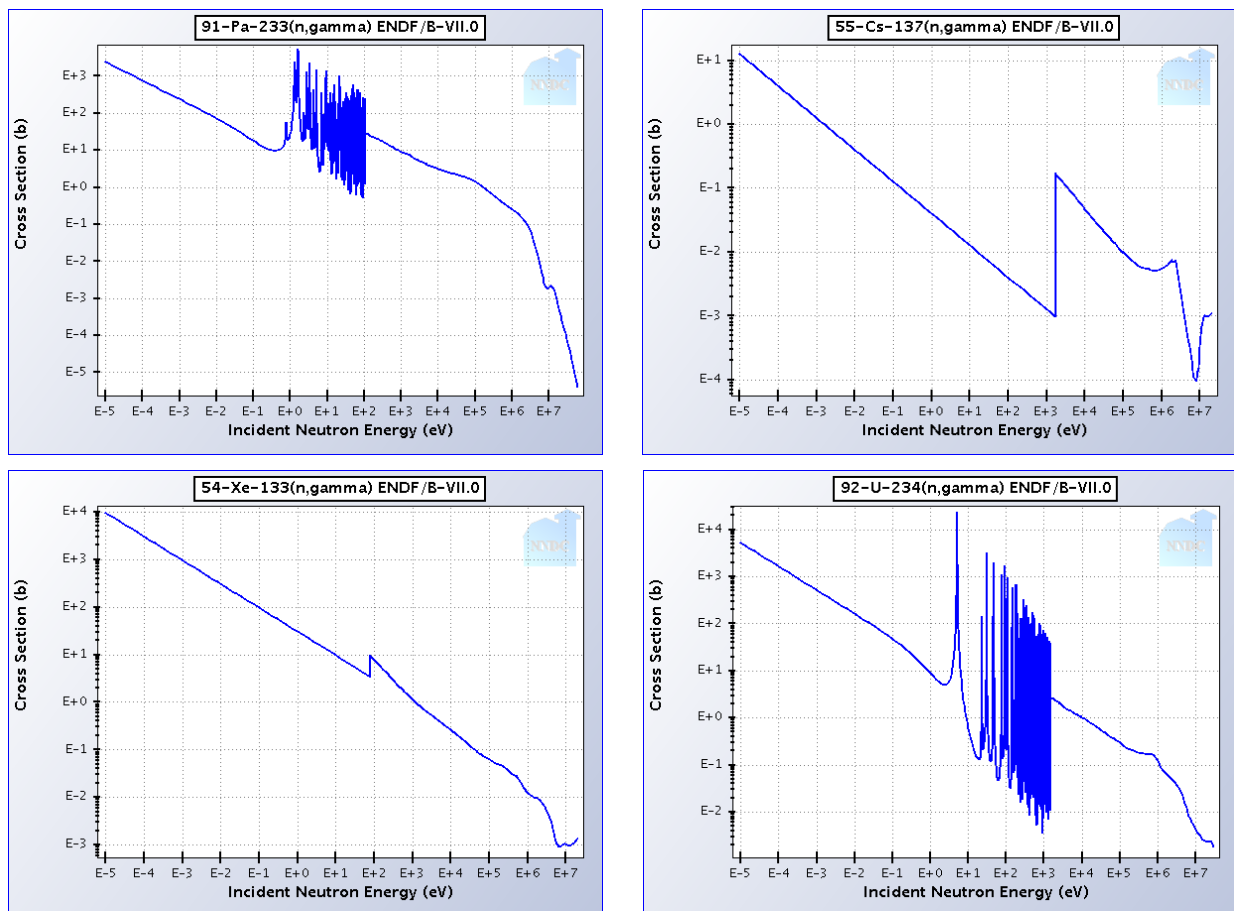 91-Pa-233(n,gamma) ENDF/B-VII.0
Cross Section (b)
E+3
E+2
E+1
E+0
E-1
E-2
E-3
E-4
E-5
E-5 E-4 E-3 E-2 E-1 E+0 E+1 E+2 E+3 E+4 E+5 E+6 E+7
Incident Neutron Energy (eV)
NNDC
55-Cs-137(n,gamma) ENDF/B-VII.0
Cross Section (b)
E+1
E+0
E-1
E-2
E-3
E-4
E-5 E-4 E-3 E-2 E-1 E+0 E+1 E+2 E+3 E+4 E+5 E+6 E+7
Incident Neutron Energy (eV)
NNDC
54-Xe-133(n,gamma) ENDF/B-VII.0
Cross Section (b)
E+4
E+3
E+2
E+1
E+0
E-1
E-2
E-3
E-5 E-4 E-3 E-2 E-1 E+0 E+1 E+2 E+3 E+4 E+5 E+6 E+7
Incident Neutron Energy (eV)
NNDC
92-U-234(n,gamma) ENDF/B-VII.0
Cross Section (b)
E+4
E+3
E+2
E+1
E+0
E-1
E-2
E-5 E-4 E-3 E-2 E-1 E+0 E+1 E+2 E+3 E+4 E+5 E+6 E+7
Incident Neutron Energy (eV)
NNDC